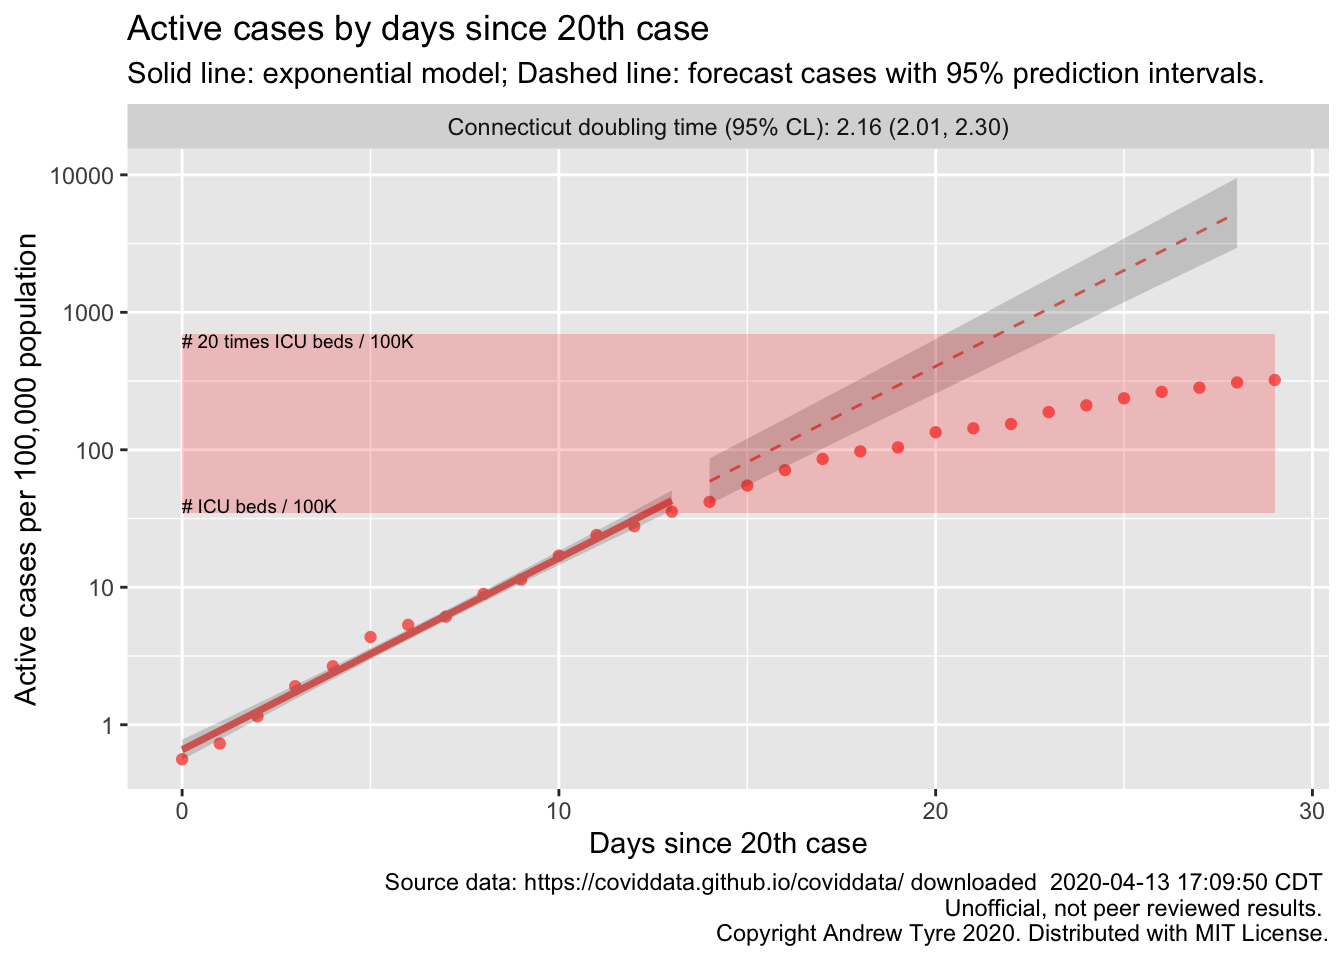 Active cases by days since 20th case
Solid line: exponential model; Dashed line: forecast cases with 95% prediction intervals.
Connecticut doubling time (95% CL): 2.16 (2.01, 2.30)
Active cases per 100,000 population
10000
1000
100
10
1
# 20 times ICU beds / 100K
# ICU beds / 100K
0
10
20
30
Days since 20th case
Source data: https://coviddata.github.io/coviddata/ downloaded  2020-04-13 17:09:50 CDT
Unofficial, not peer reviewed results.
Copyright Andrew Tyre 2020. Distributed with MIT License.